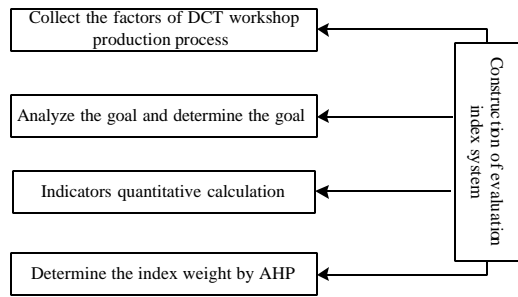 Collect the factors of DCT workshop
production process
Analyze the goal and determine the goal
Indicators quantitative calculation
Determine the index weight by AHP
Construction of evaluation
index system